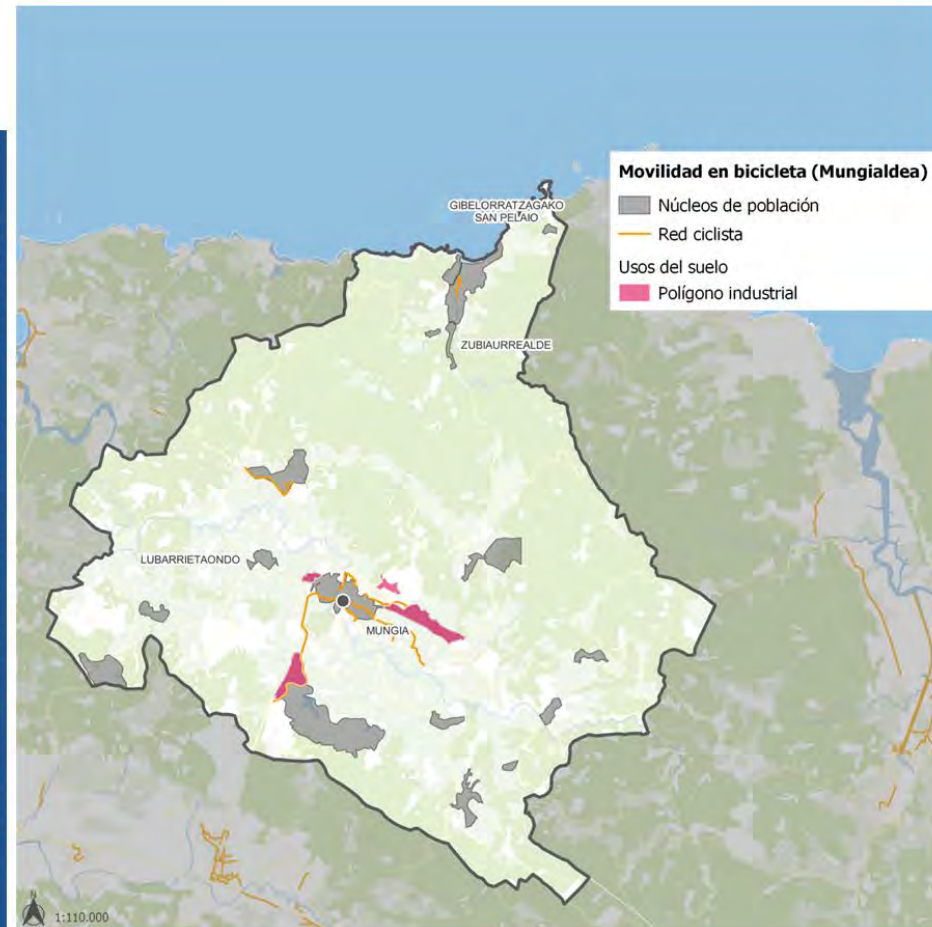 GIBELORRATZAGAKO
SAN PELAIO
Movilidad en bicicleta (Mungialdea)
Núcleos de población
Red ciclista
Usos del suelo
Polígono industrial
ZUBIAURREALDE
LUBARRIETAONDO
MUNGIA
N
1:110.000